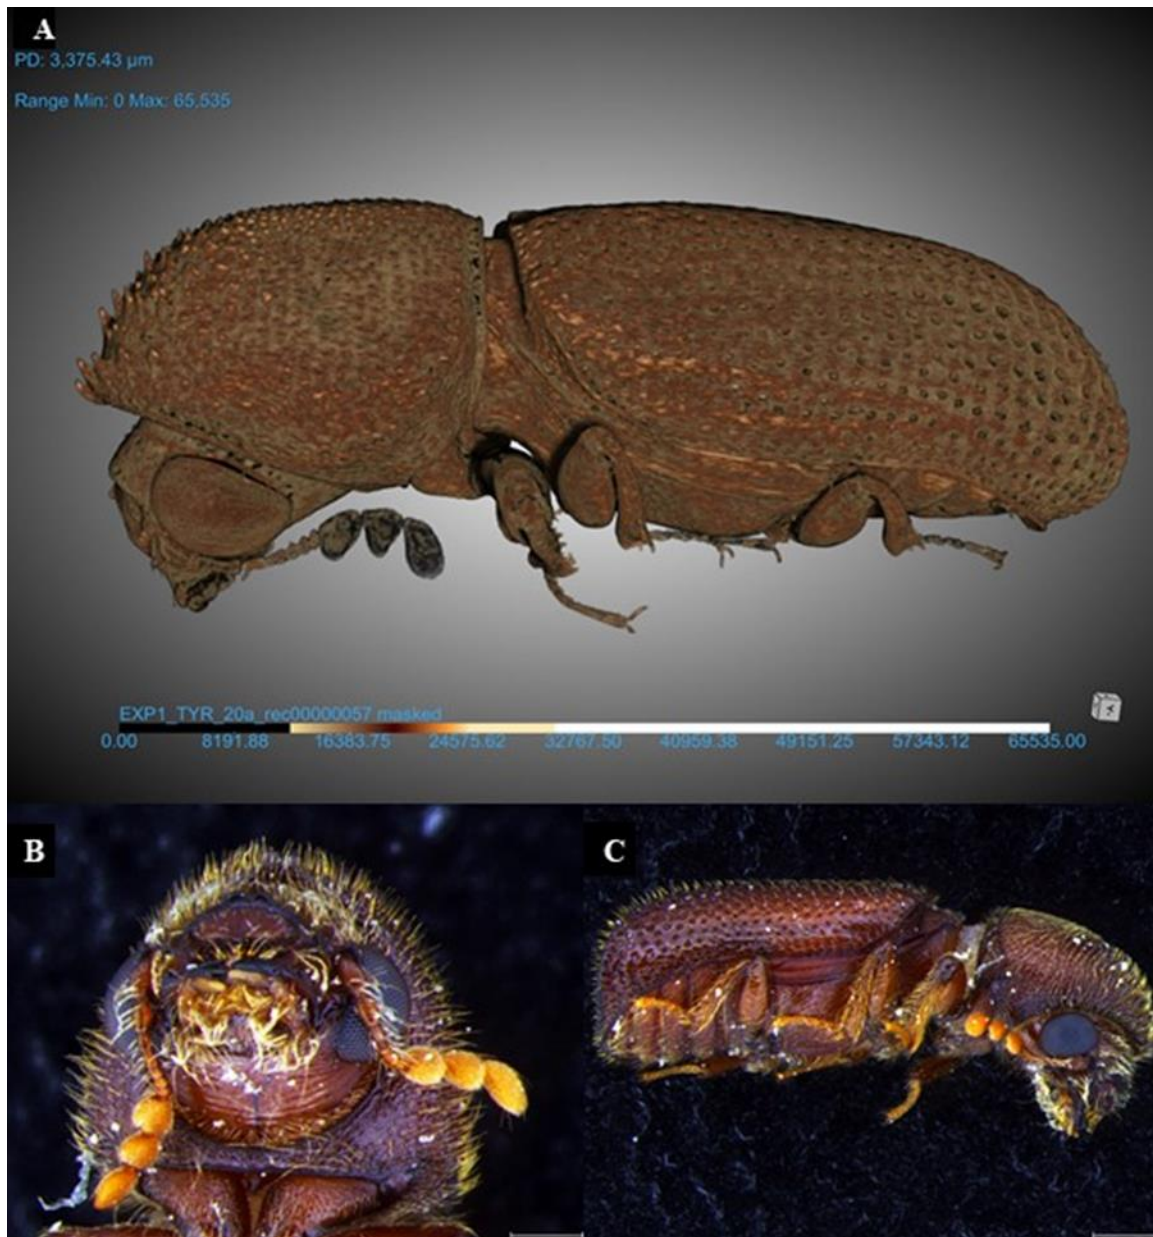 A
PD: 3,375.43 µm
Range Min: 0 Max: 65,535
EXP1_TYR_20a_rec00000057 masked
0.00 8191.88 16383.75 24575.62 32767.50 40959.38 49151.25 57343.12 65535.00
B
C